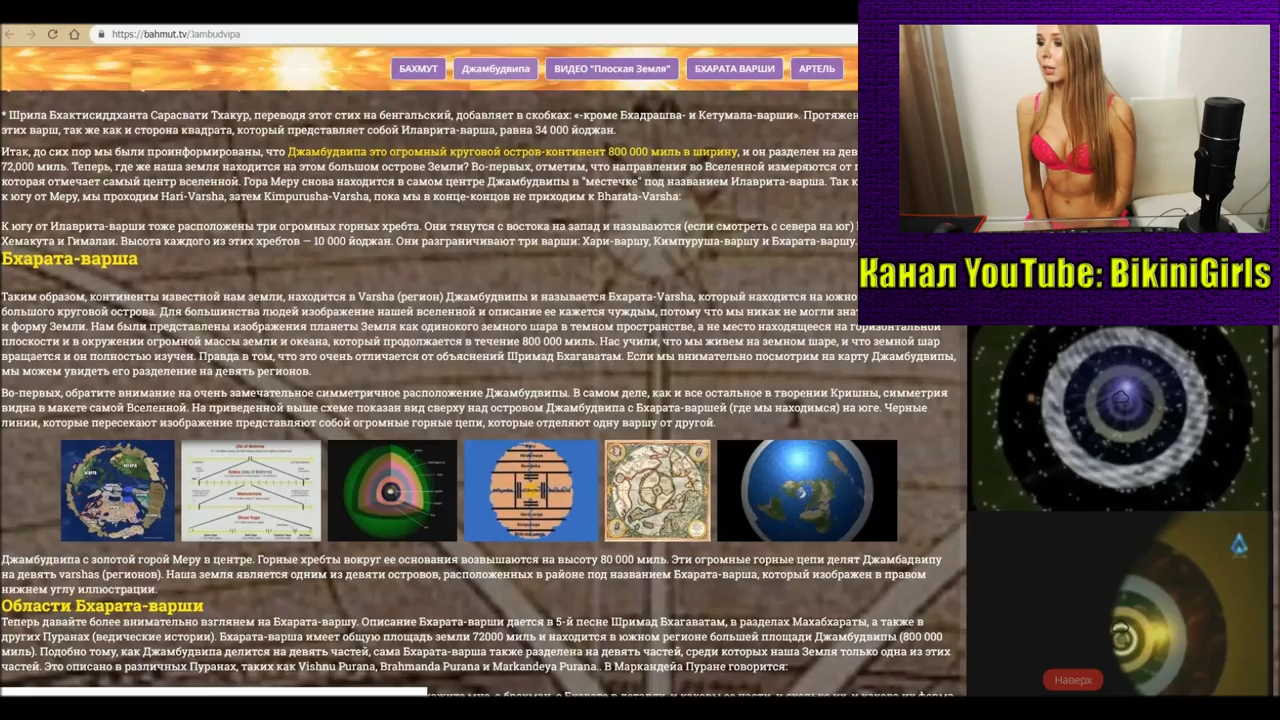 https://bahmut.tv/Jambudvipa
БАХМУТ
Джамбудвипа
ВИДЕО "Плоская Земля"
БХАРАТА ВАРШИ
АРТЕЛЬ
* Шрила Бхактисиддханта Сарасвати Тхакур, переводя этот стих на бенгальский, добавляет в скобках: «-кроме Бхадрашва- и Кетумала-варши». Протяжен
этих варш, так же как и сторона квадрата, который представляет собой Илаврита-варша, равна 34 000 йоджан.
Итак, до сих пор мы были проинформированы, что Джамбудвипа это огромный круговой остров-континент 800 000 миль в ширину, и он разделен на дев
72,000 миль. Теперь, где же наша земля находится на этом большом острове Земли? Во-первых, отметим, что направления во Вселенной измеряются от
которая отмечает самый центр вселенной. Гора Меру снова находится в самом центре Джамбудвипы в "местечке" под названием Илаврита-варша. Так к
к югу от Меру, мы проходим Hari-Varsha, затем Kimpurusha-Varsha, пока мы в конце-концов не приходим к Bharata-Varsha:
К югу от Илаврита-варши тоже расположены три огромных горных хребта. Они тянутся с востока на запад и называются (если смотреть с севера на юг)
Хемакута и Гималаи. Высота каждого из этих хребтов — 10 000 йоджан. Они разграничивают три варши: Хари-варшу, Кимпуруша-варшу и Бхарата-варшу.
Бхарата-варша
Канал YouTube: BikiniGirls
Таким образом, континенты известной нам земли, находится в Varsha (регион) Джамбудвипы и называется Бхарата-Varsha, который находится на южно
большого круговой острова. Для большинства людей изображение нашей вселенной и описание ее кажется чуждым, потому что мы никак не могли зна
и форму Земли. Нам были представлены изображения планеты Земля как одинокого земного шара в темном пространстве, а не место находящееся на горизонтальной
плоскости и в окружении огромной массы земли и океана, который продолжается в течение 800 000 миль. Нас учили, что мы живем на земном шаре, и что земной шар
вращается и он полностью изучен. Правда в том, что это очень отличается от объяснений Шримад Бхагаватам. Если мы внимательно посмотрим на карту Джамбудвипы,
мы можем увидеть его разделение на девять регионов.
Во-первых, обратите внимание на очень замечательное симметричное расположение Джамбудвипы. В самом деле, как и все остальное в творении Кришны, симметрия
видна в макете самой Вселенной. На приведенной выше схеме показан вид сверху над островом Джамбудвипа с Бхарата-варшей (где мы находимся) на юге. Черные
линии, которые пересекают изображение представляют собой огромные горные цепи, которые отделяют одну варшу от другой.
Джамбудвипа с золотой горой Меру в центре. Горные хребты вокруг ее основания возвышаются на высоту 80 000 миль. Эти огромные горные цепи делят Джамбадвипу
на девять varshas (регионов). Наша земля является одним из девяти островов, расположенных в районе под названием Бхарата-варша, который изображен в правом
нижнем углу иллюстрации.
Области Бхарата-варши
Теперь давайте более внимательно взглянем на Бхарата-варшу. Описание Бхарата-варши дается в 5-й песне Шримад Бхагаватам, в разделах Махабхараты, а также в
других Пуранах (ведические истории). Бхарата-варша имеет общую площадь земли 72000 миль и находится в южном регионе большей площади Джамбудвипы (800 000
миль). Подобно тому, как Джамбудвипа делится на девять частей, сама Бхарата-варша также разделена на девять частей, среди которых наша Земля только одна из этих
частей. Это описано в различных Пуранах, таких как Vishnu Purana, Brahmanda Purana и Markandeya Purana.. В Маркандейа Пуране говорится:
Наверх